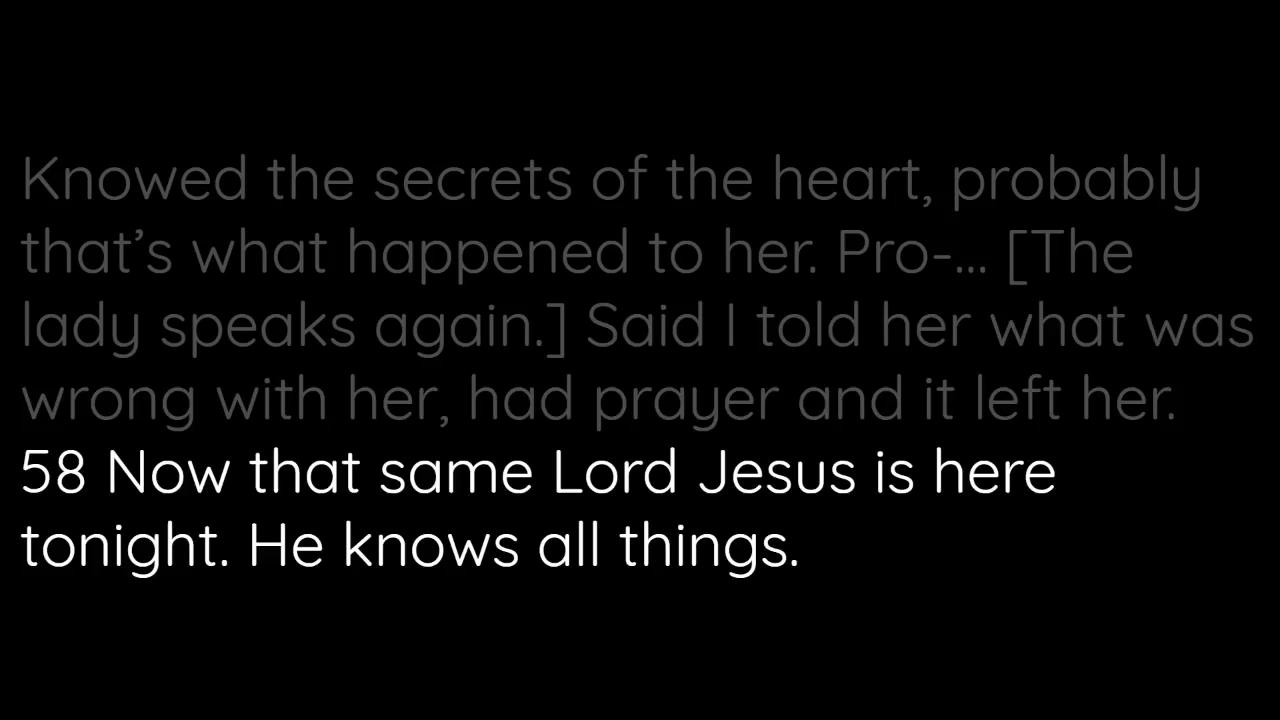 Knowed the secrets of the heart, probably
that’s what happened to her. Pro-... [The
lady speaks again.] Said I told her what was
wrong with her, had prayer and it left her.
58 Now that same Lord Jesus is here
tonight. He knows all things.